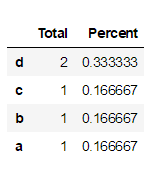 Total Percent
d 2 0.333333
c 1 0.166667
b 1 0.166667
a 1 0.166667